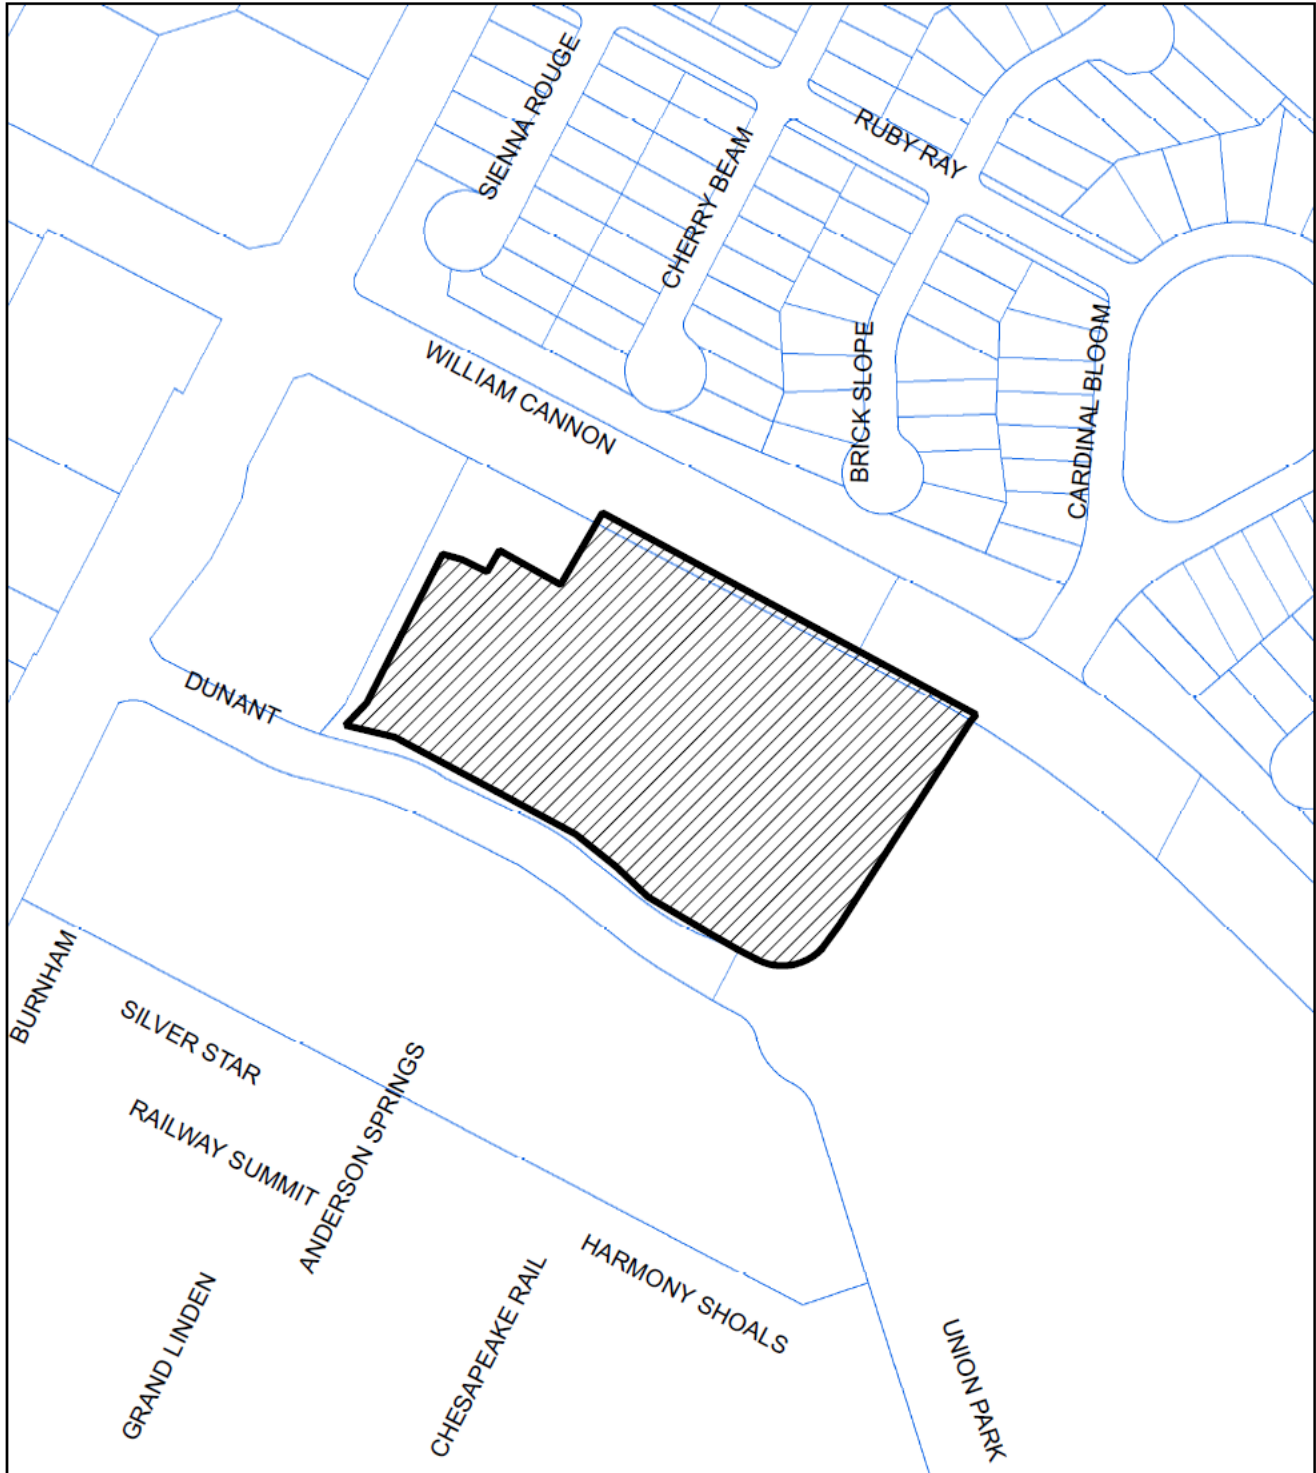 SIENNA ROUGE
RUBY RAY
CHERRY BEAM
BRICK SLOPE
CARDINAL BLOOM
WILLIAM CANNON
DUNANT
BURNHAM
SILVER STAR
ANDERSON SPRINGS
RAILWAY SUMMIT
HARMONY SHOALS
CHESAPEAKE RAIL
GRAND LINDEN
UNION PARK